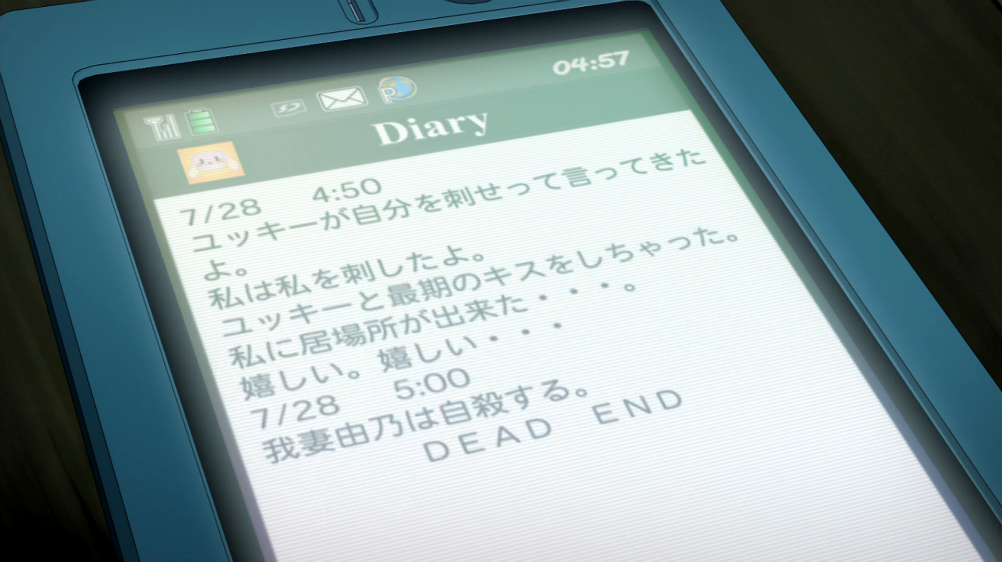 04:57
Diary
7/28 4:50
ユッキーが自分を刺せって言ってきた
よ。
私は私を刺したよ。
ユッキーと最期のキスをしちゃった。
私に居場所が出来た・・・。
嬉しい。嬉しい・・・
7/28 5:00
我妻由乃は自殺する。
DEAD END